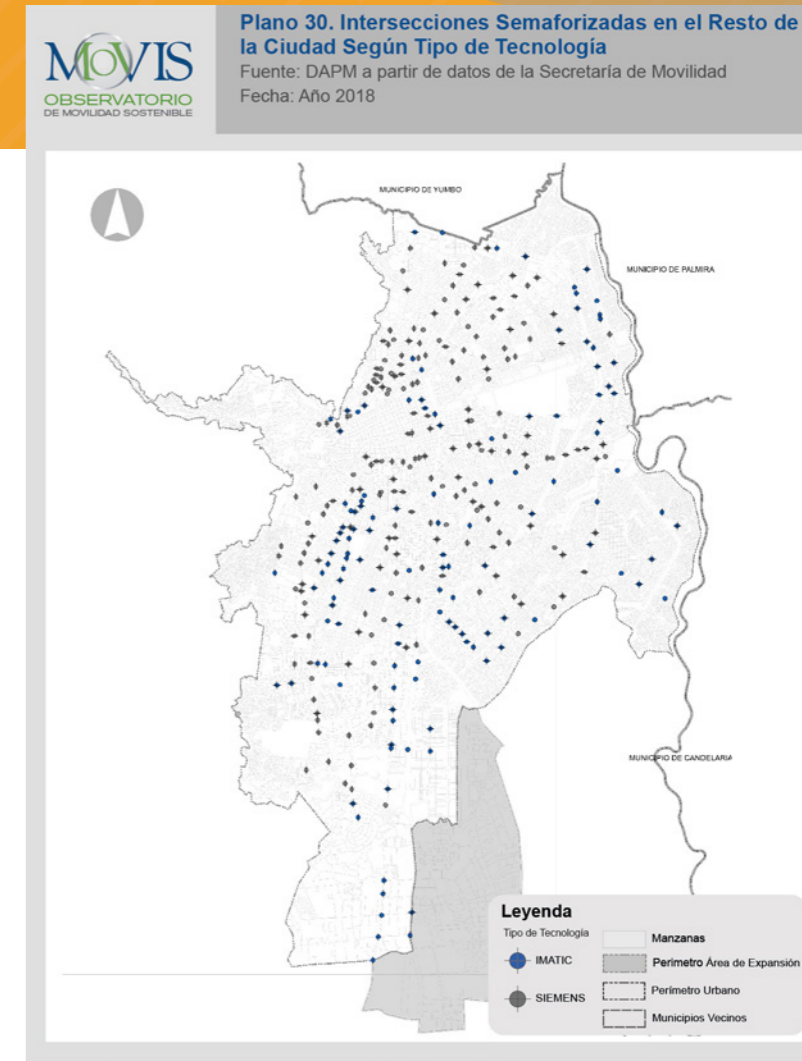 Plano 30. Intersecciones Semaforizadas en el Resto de
la Ciudad Según Tipo de Tecnología
Fuente: DAPM a partir de datos de la Secretaría de Movilidad
Fecha: Año 2018
MOVIS
OBSERVATORIO
DE MOVILIDAD SOSTENIBLE
MUNICIPIO DE YUMBO
MUNICIPIO DE PALMIRA
MUNICIPIO DE CANDELARIA
Leyenda
Tipo de Tecnología
IMATIC
SIEMENS
Manzanas
Perimetro Área de Expansión
Perímetro Urbano
Municipios Vecinos